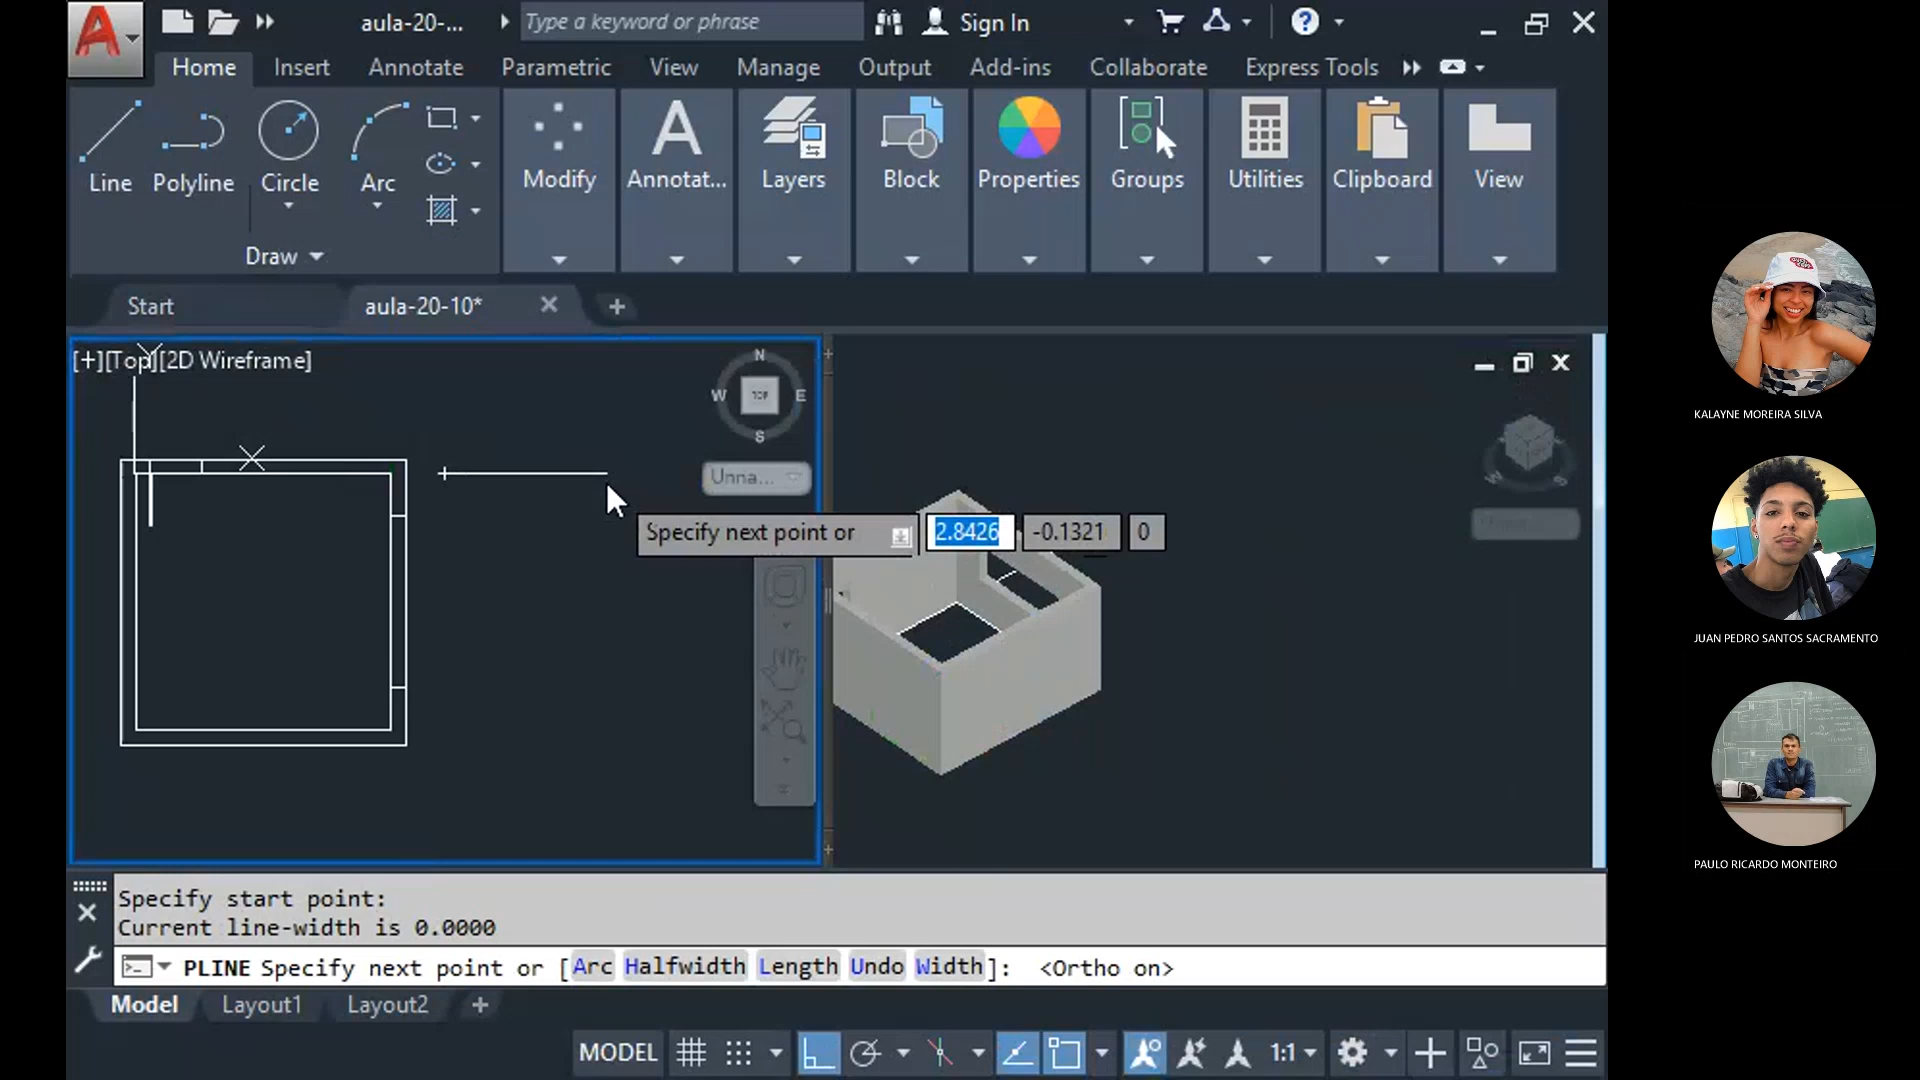 aula-20-...
Type a keyword or phrase
Sign In
Home
Insert
Annotate
Parametric
View
Manage
Output
Add-ins
Collaborate
Express Tools
Line
Polyline
Circle
Arc
Modify
Annotat...
Layers
Block
Properties
Groups
Utilities
Clipboard
View
Draw
Start
aula-20-10*
[+][Top][2D Wireframe]
N
W
TOP
E
S
Unna...
Specify next point or
2.8426
-0.1321
0
Specify start point:
Current line-width is 0.0000
PLINE Specify next point or [Arc Halfwidth Length Undo Width]: <Ortho on>
Model
Layout1
Layout2
MODEL
1:1
KALAYNE MOREIRA SILVA
JUAN PEDRO SANTOS SACRAMENTO
PAULO RICARDO MONTEIRO